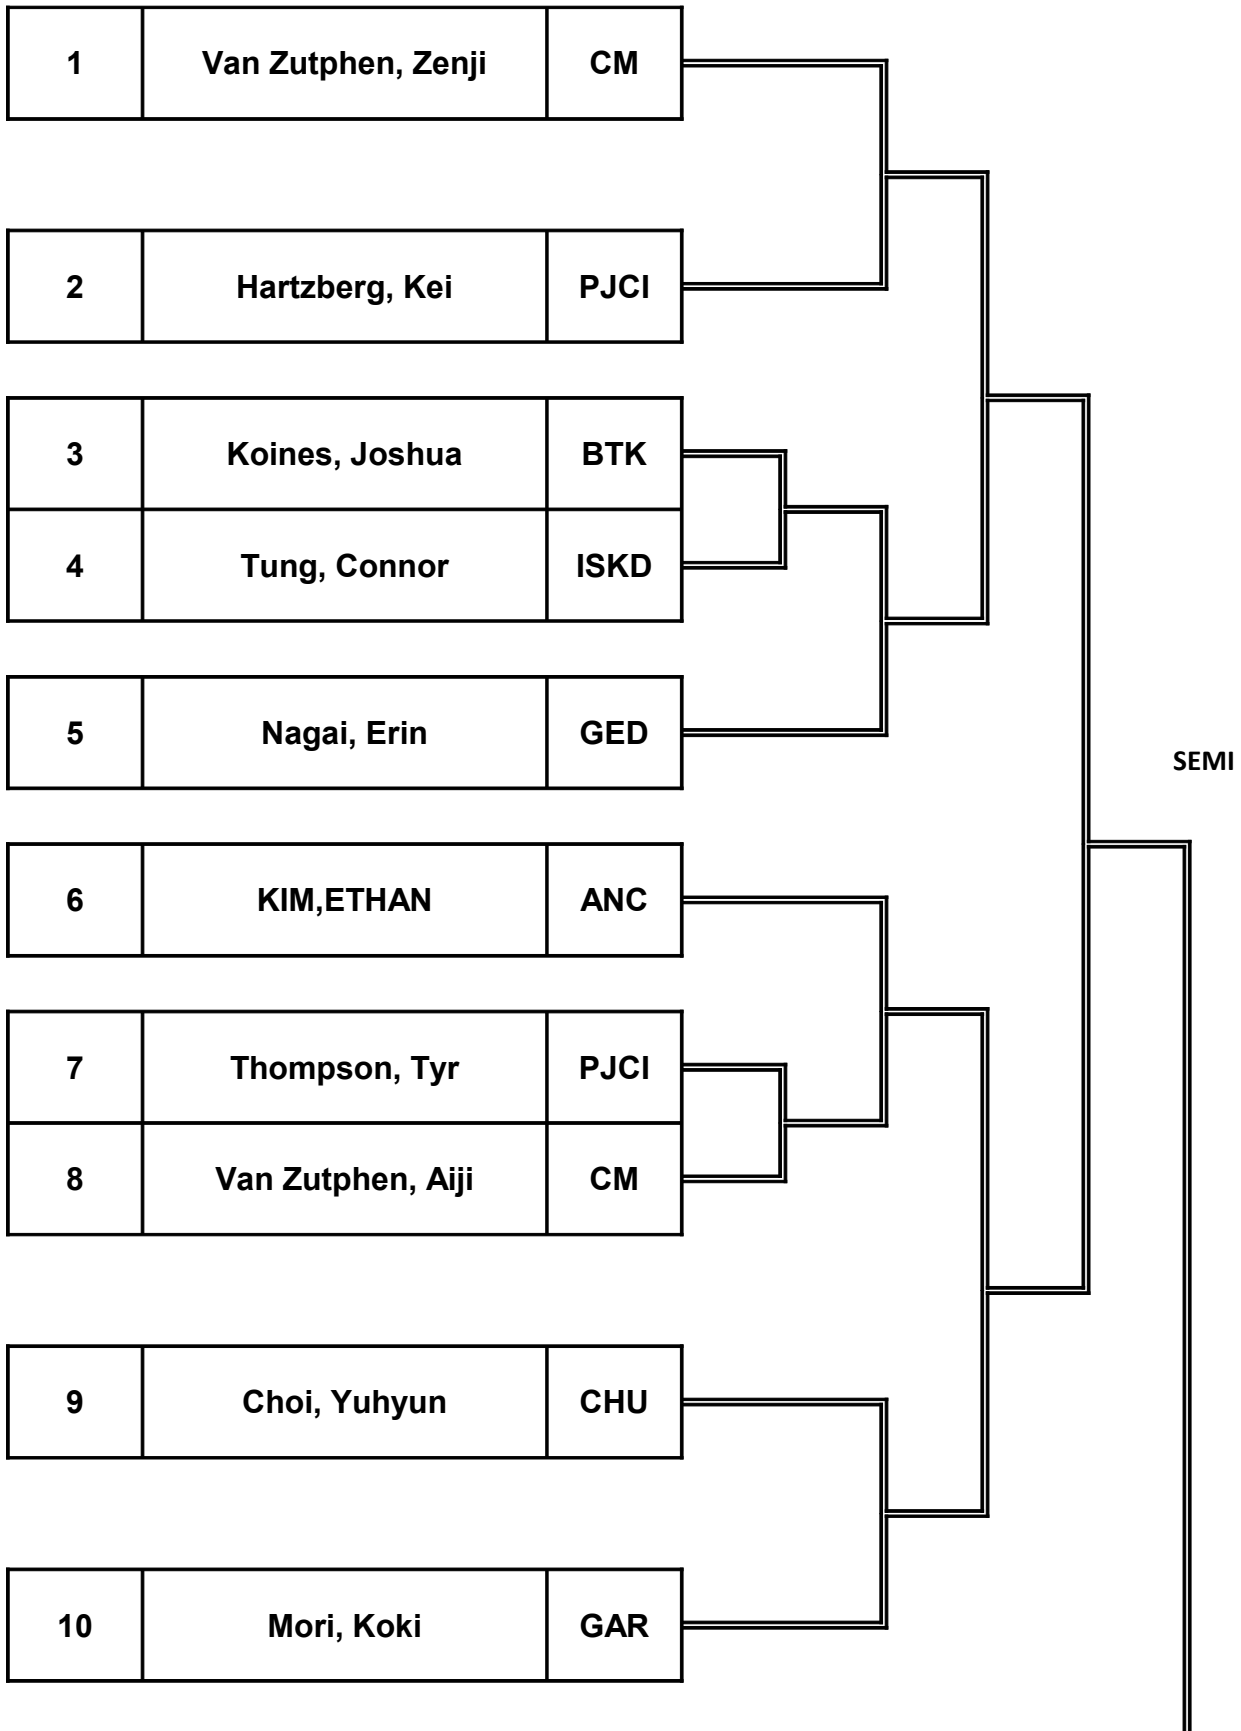 1 Van Zutphen, Zenji CM
2 Hartzberg, Kei PJCI
3 Koines, Joshua BTK
4 Tung, Connor ISKD
5 Nagai, Erin GED
SEMI
6 KIM,ETHAN ANC
7 Thompson, Tyr PJCI
8 Van Zutphen, Aiji CM
9 Choi, Yuhyun CHU
10 Mori, Koki GAR